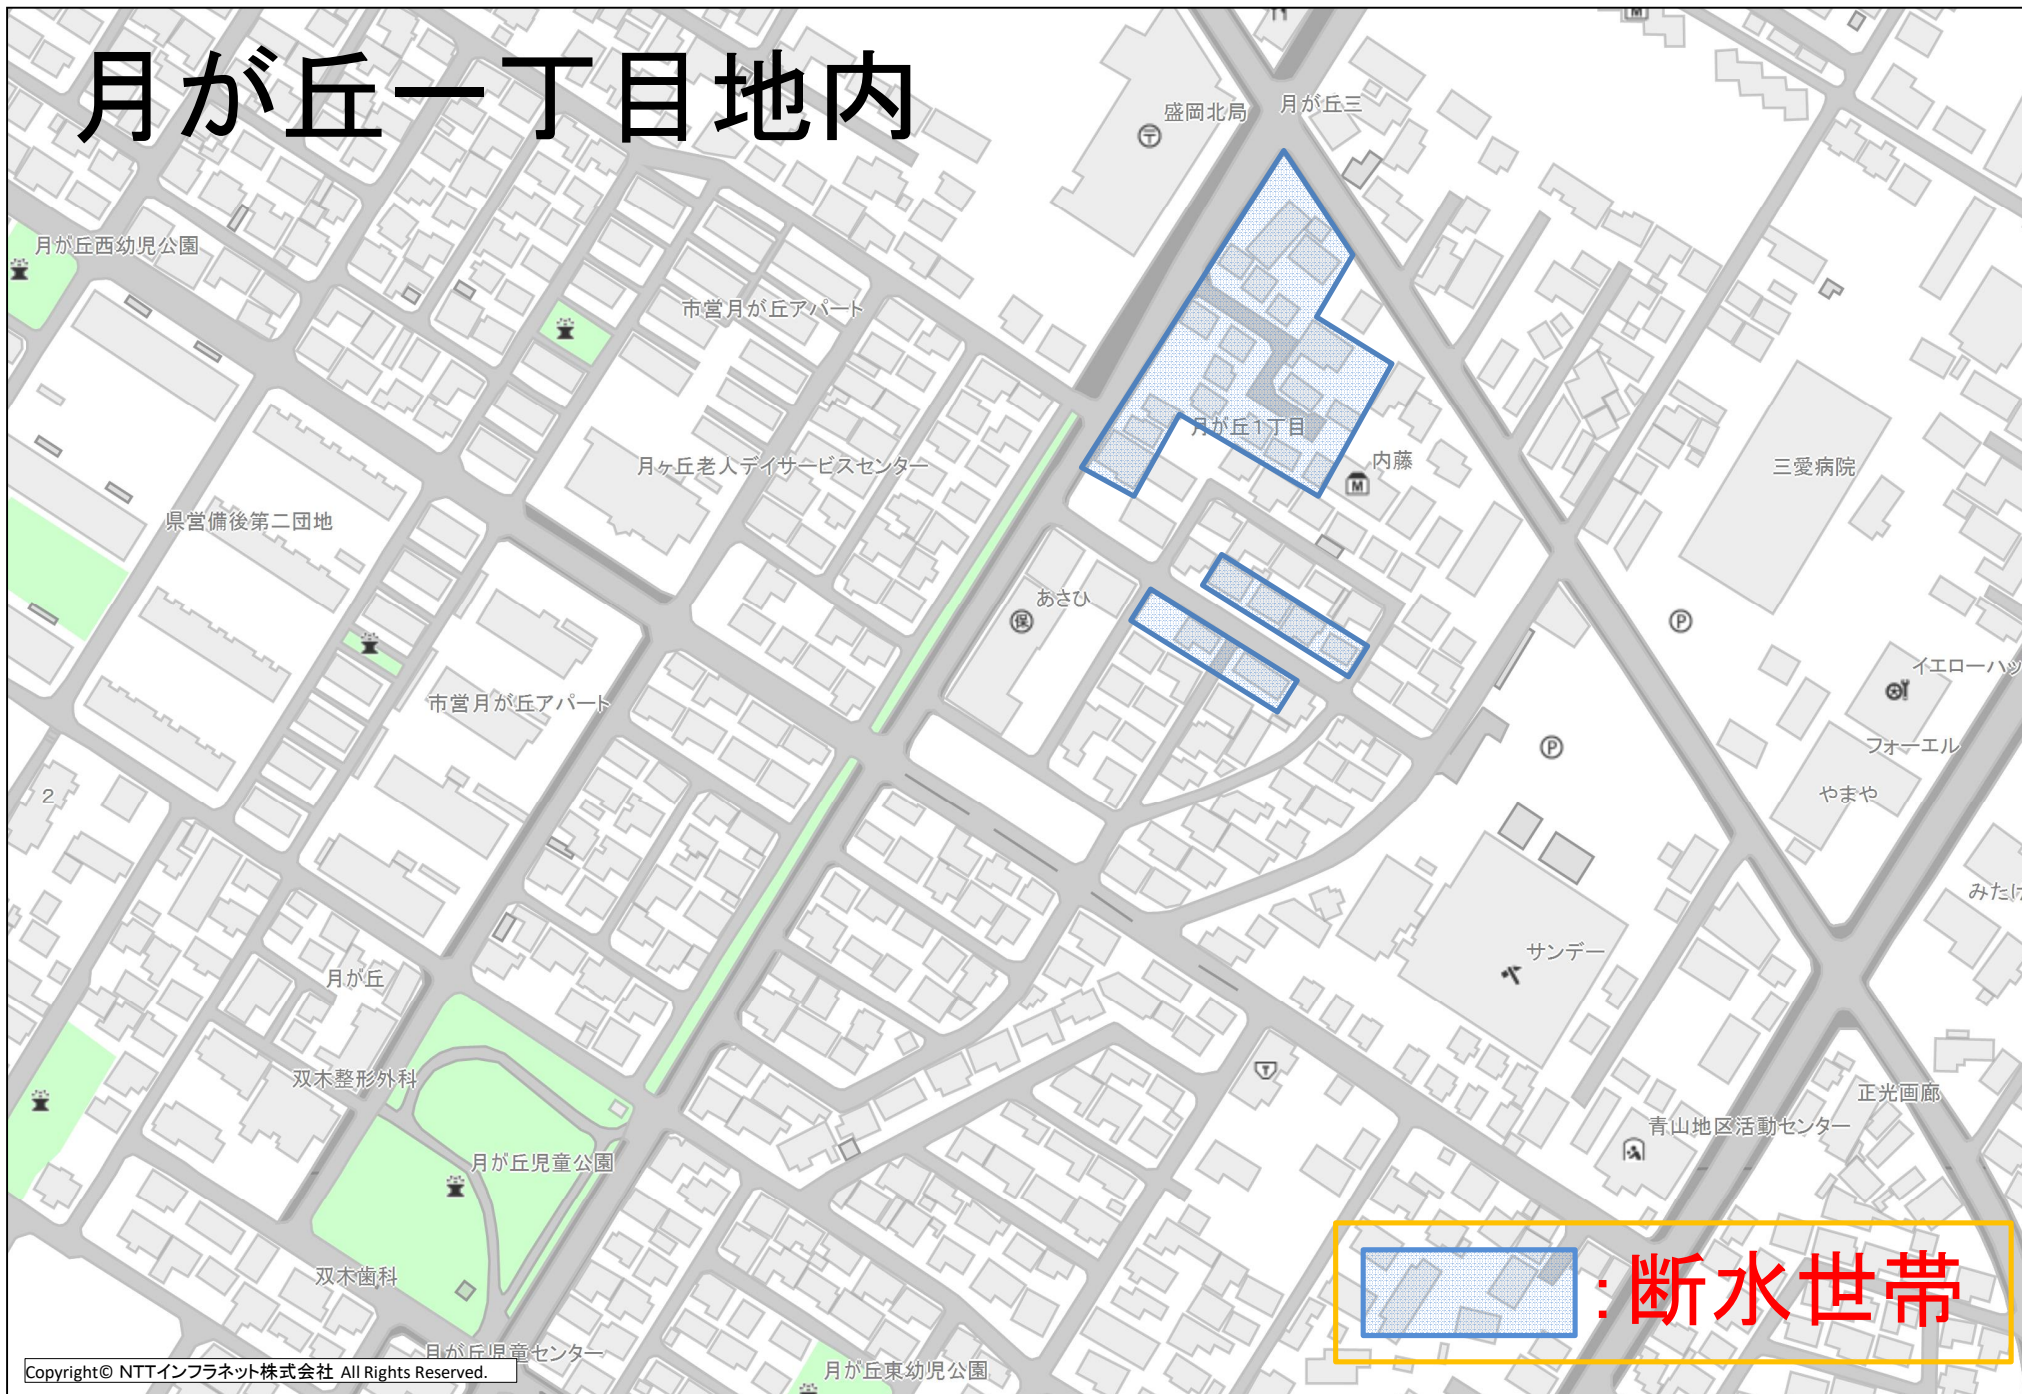 月が丘一丁目地内
盛岡北局
月が丘三
月が丘西幼児公園
市営月が丘アパート
月が丘1丁目
内藤
月ヶ丘老人デイサービスセンター
三愛病院
県営備後第二団地
あさひ
イエローハッ
市営月が丘アパート
フォーエル
やまや
2
みたけ
サンデー
月が丘
双木整形外科
正光画廊
青山地区活動センター
月が丘児童公園
双木歯科
:断水世帯
月が丘児童センター
月が丘東幼児公園
Copyright© NTTインフラネット株式会社 All Rights Reserved.